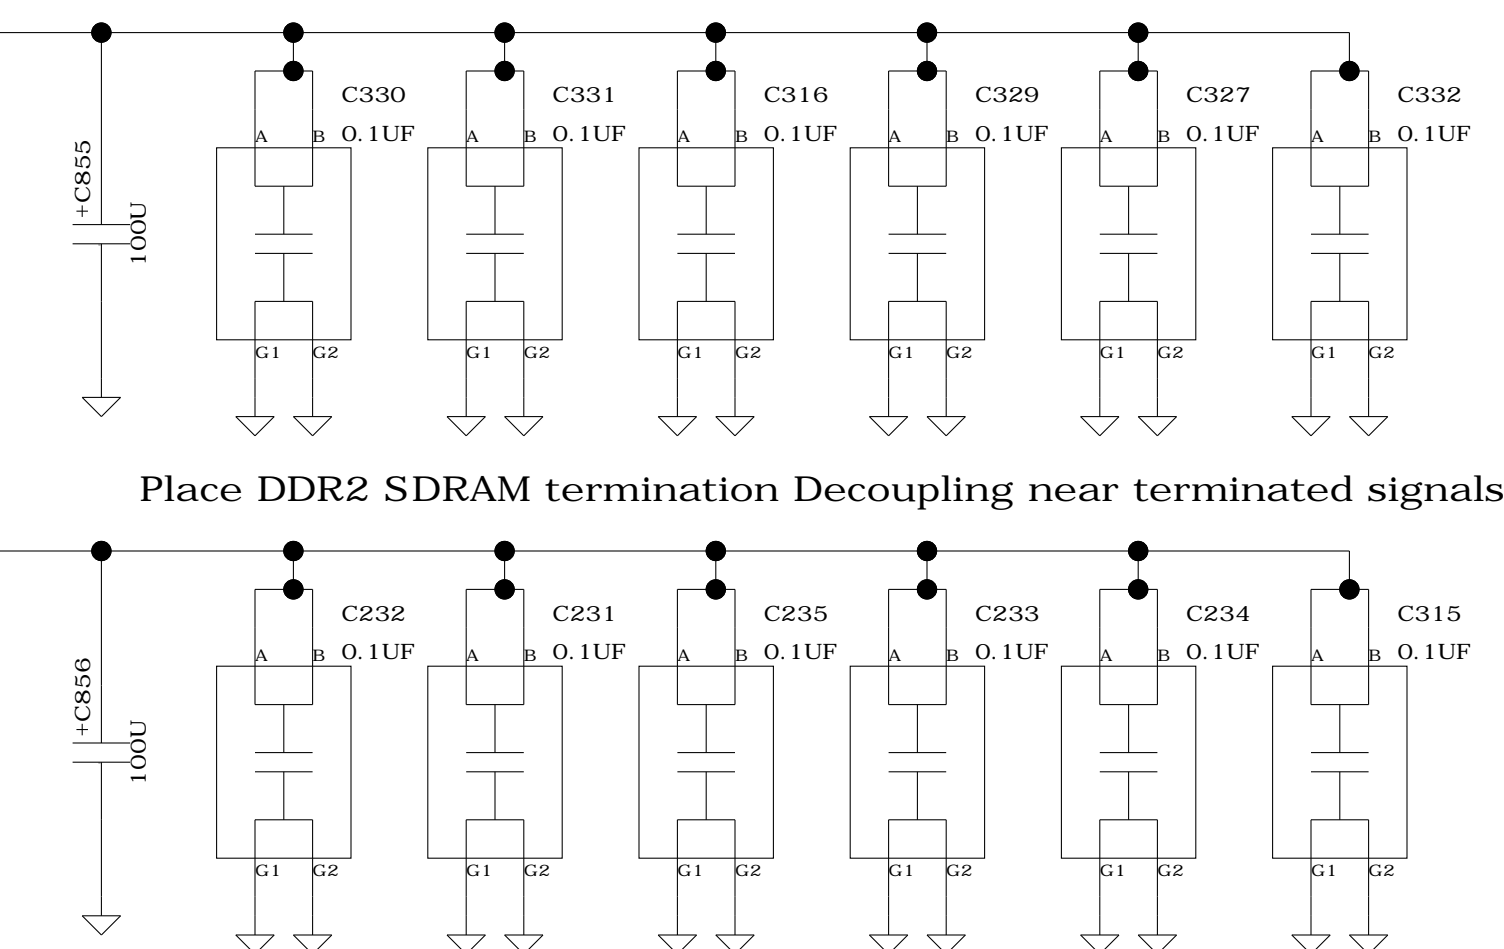 C330 C331 C316 C329 C327 C332
A B 0.1UF A B 0.1UF A B 0.1UF A B 0.1UF A B 0.1UF A B 0.1UF
+C855
100U
G1 G2 G1 G2 G1 G2 G1 G2 G1 G2 G1 G2
Place DDR2 SDRAM termination Decoupling near terminated signals
C232 C231 C235 C233 C234 C315
A B 0.1UF A B 0.1UF A B 0.1UF A B 0.1UF A B 0.1UF A B 0.1UF
+C856
100U
G1 G2 G1 G2 G1 G2 G1 G2 G1 G2 G1 G2